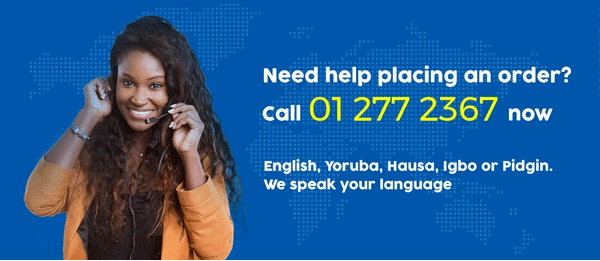 Need help placing an order?
Call 01 277 2367 now
English, Yoruba, Hausa, Igbo or Pidgin.
We speak your language